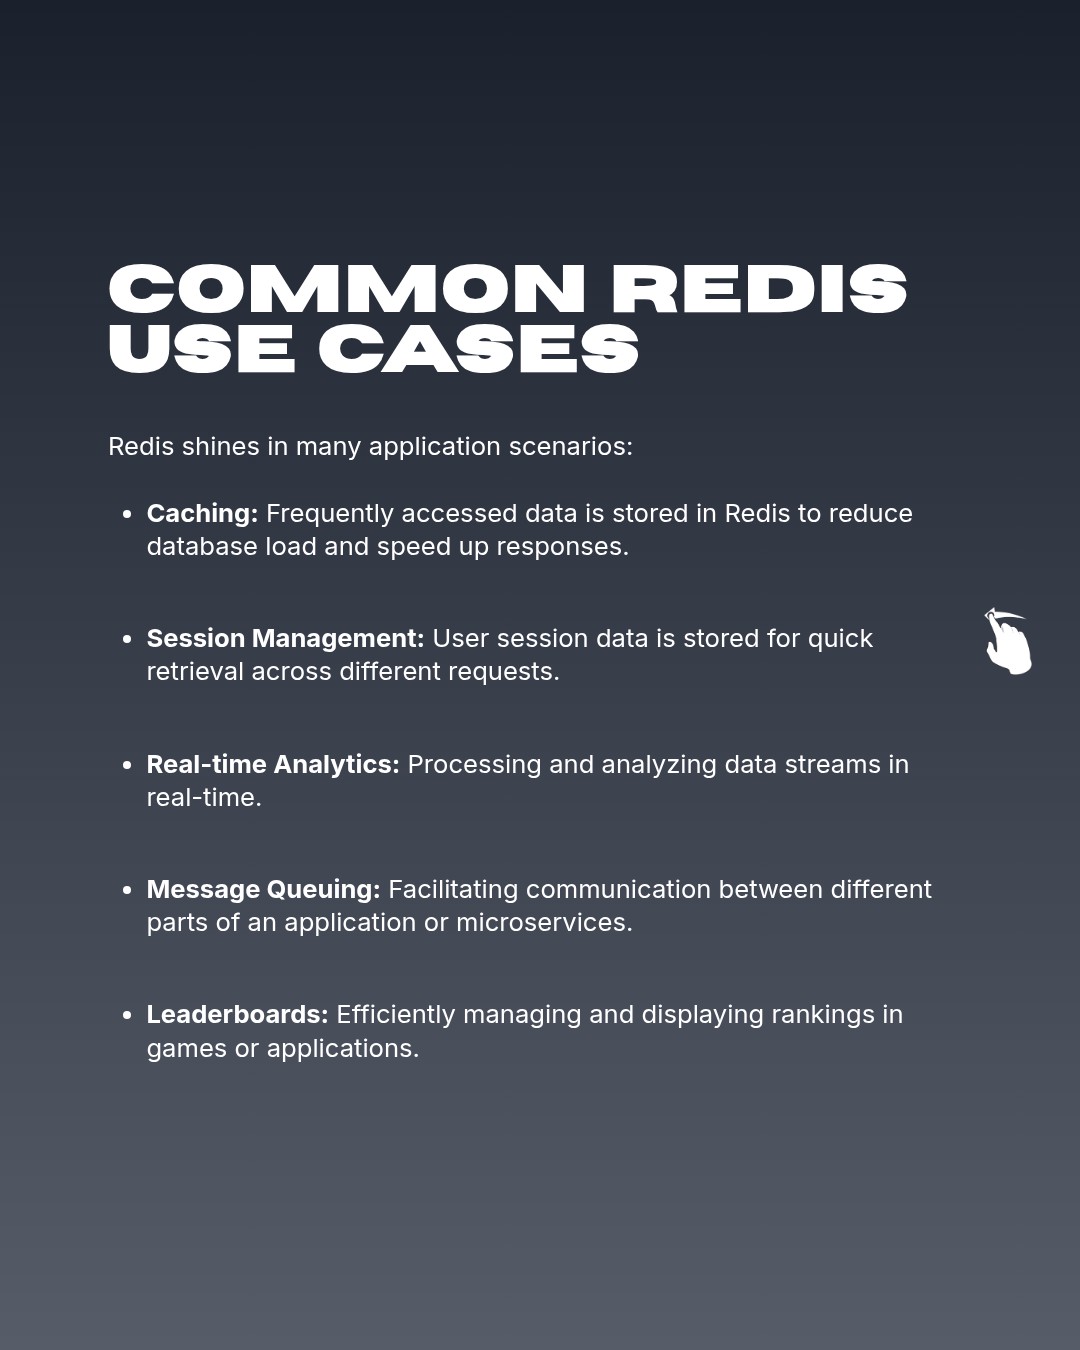 COMMON REDIS
USE CASES
Redis shines in many application scenarios:
• Caching: Frequently accessed data is stored in Redis to reduce
database load and speed up responses.
• Session Management: User session data is stored for quick
retrieval across different requests.
• Real-time Analytics: Processing and analyzing data streams in
real-time.
• Message Queuing: Facilitating communication between different
parts of an application or microservices.
• Leaderboards: Efficiently managing and displaying rankings in
games or applications.